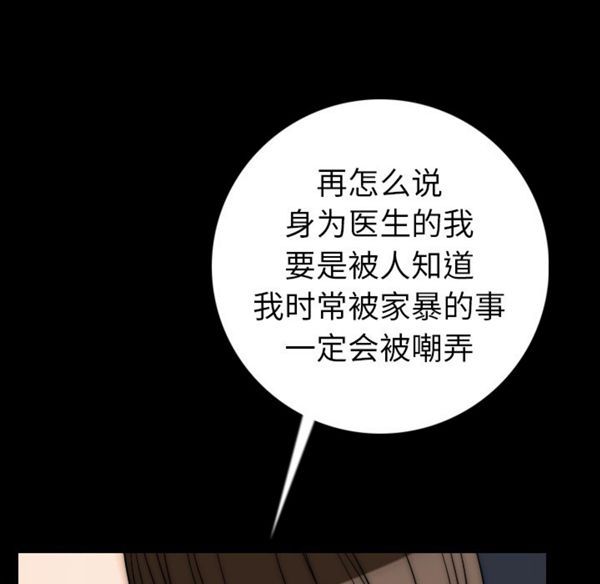 再怎么说
身为医生的我
要是被人知道
我时常被家暴的事
一定会被嘲弄